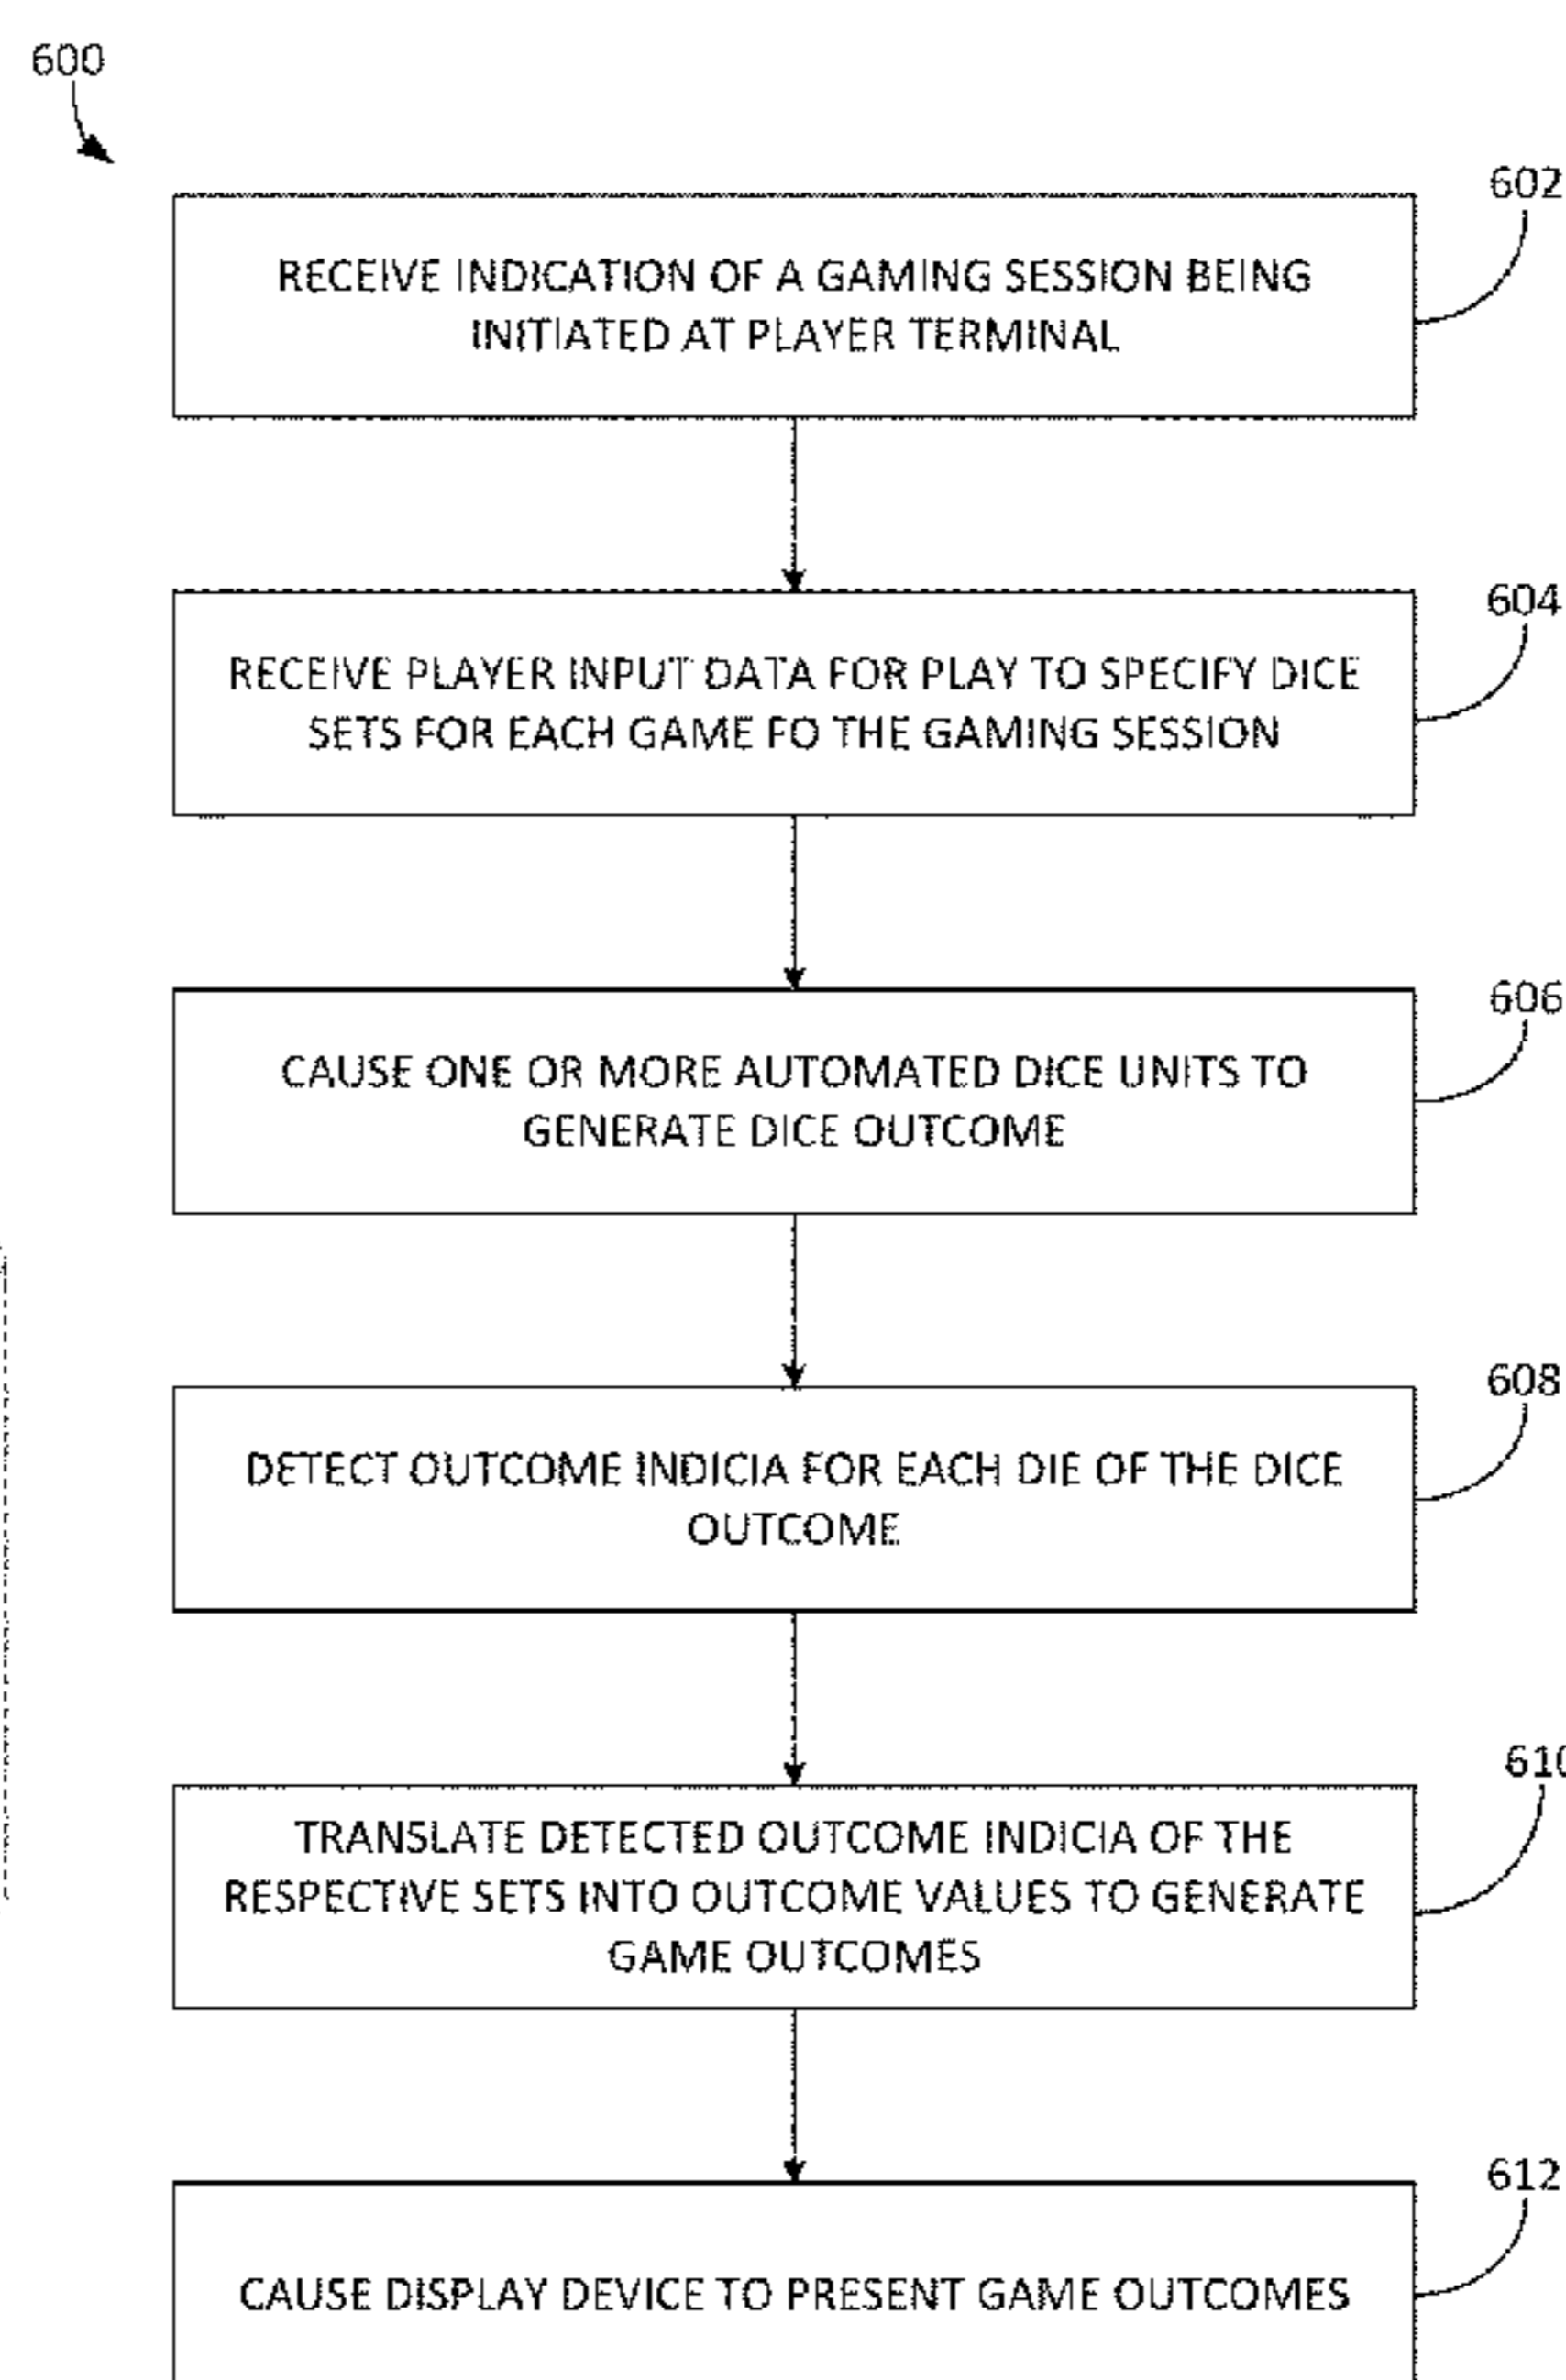 600
602
RECEIVE INDICATION OF A GAMING SESSION BEING
INITIATED AT PLAYER TERMINAL
604
RECEIVE PLAYER INPUT DATA FOR PLAY TO SPECIFY DICE
SETS FOR EACH GAME FO THE GAMING SESSION
606
CAUSE ONE OR MORE AUTOMATED DICE UNITS TO
GENERATE DICE OUTCOME
608
DETECT OUTCOME INDICIA FOR EACH DIE OF THE DICE
OUTCOME
610
TRANSLATE DETECTED OUTCOME INDICIA OF THE
RESPECTIVE SETS INTO OUTCOME VALUES TO GENERATE
GAME OUTCOMES
612
CAUSE DISPLAY DEVICE TO PRESENT GAME OUTCOMES